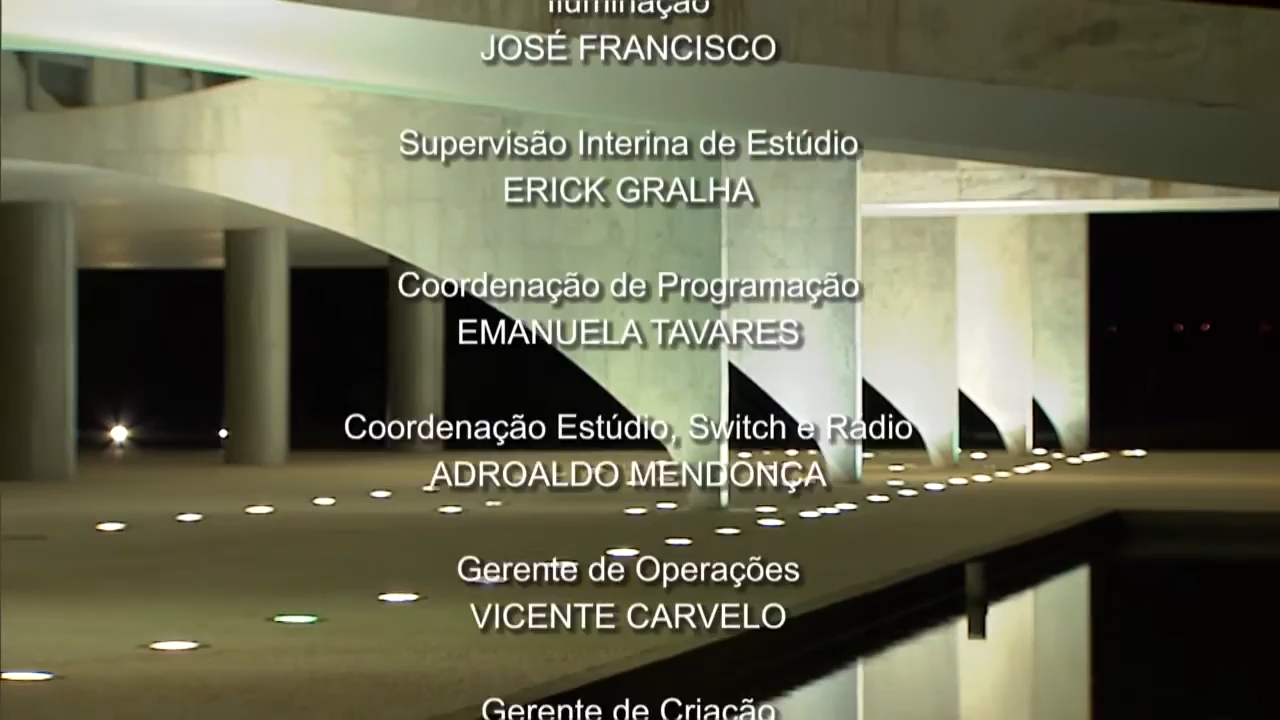 Iluminação
JOSÉ FRANCISCO
Supervisão Interina de Estúdio
ERICK GRALHA
Coordenação de Programação
EMANUELA TAVARES
Coordenação Estúdio, Switch e Rádio
ADROALDO MENDONÇA
Gerente de Operações
VICENTE CARVELO
Gerente de Criação